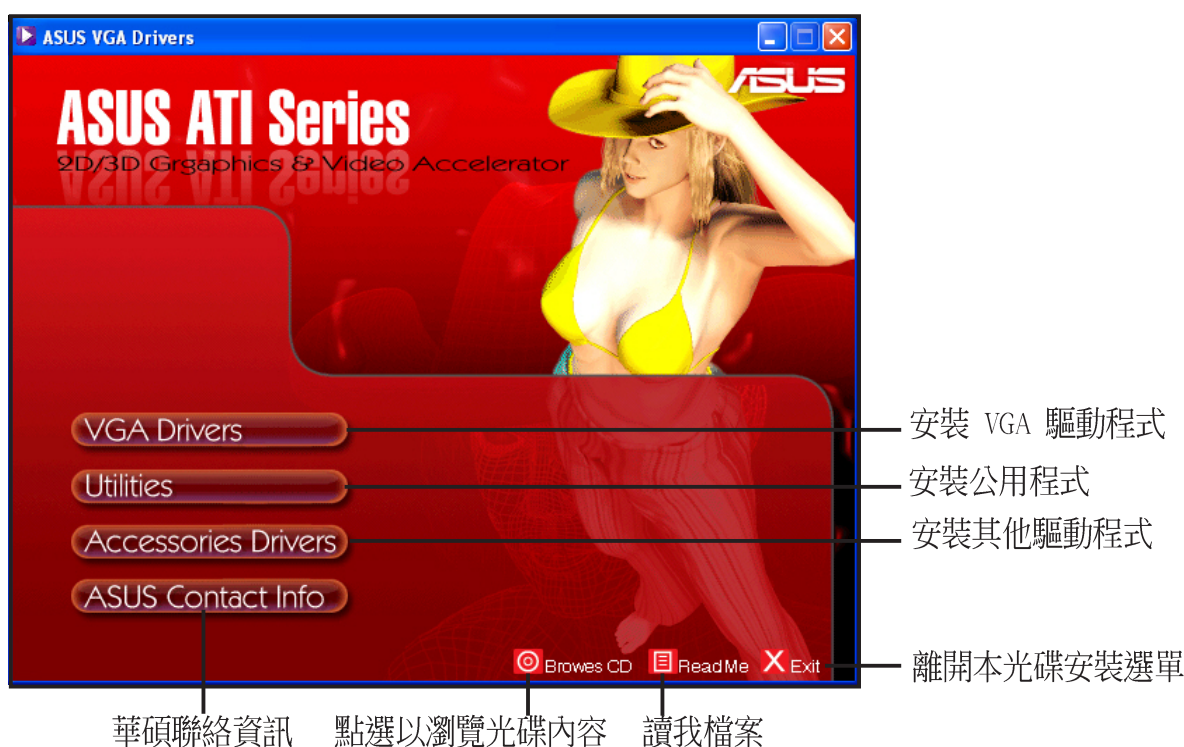 ASUS VGA Drivers
ASUS
ASUS ATI Series
2D/3D Grgaphics & Video Accelerator
VGA Drivers
安裝 VGA 驅動程式
Utilities
安裝公用程式
Accessories Drivers
安裝其他驅動程式
ASUS Contact Info
Browes CD
ReadMe
Exit
離開本光碟安裝選單
華碩聯絡資訊
點選以瀏覽光碟內容
讀我檔案